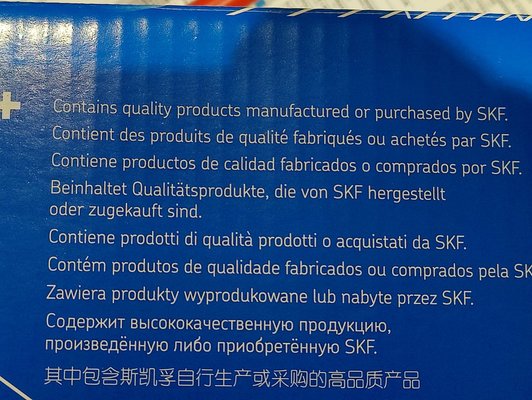 Contains quality products manufactured or purchased by SKF.
Contient des produits de qualité fabriqués ou achetés par SKF.
Contiene productos de calidad fabricados o comprados por SKF.
Beinhaltet Qualitätsprodukte, die von SKF hergestellt
oder zugekauft sind.
Contiene prodotti di qualità prodotti o acquistati da SKF.
Contém produtos de qualidade fabricados ou comprados pela SK
Zawiera produkty wyprodukowane lub nabyte przez SKF.
Содержит высококачественную продукцию,
произведённую либо приобретённую SKF.
其中包含斯凯孚自行生产或采购的高品质产品